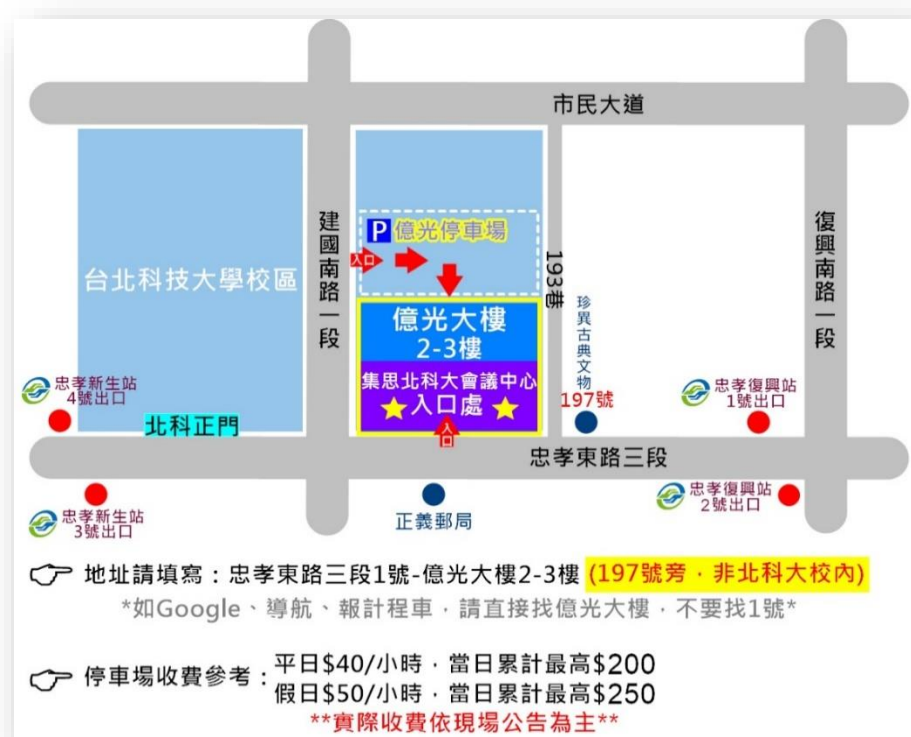 市民大道
建國南路一段
復興南路一段
193巷
P 億光停車場
入口
台北科技大學校區
億光大樓
2-3樓
集思北科大會議中心
入口處
入口
珍異古典文物
197號
忠孝新生站
4號出口
北科正門
忠孝復興站
1號出口
忠孝東路三段
忠孝新生站
3號出口
正義郵局
忠孝復興站
2號出口
地址請填寫：忠孝東路三段1號-億光大樓2-3樓 (197號旁，非北科大校內)
*如Google、導航、報計程車，請直接找億光大樓，不要找1號*
停車場收費參考：平日$40/小時，當日累計最高$200
假日$50/小時，當日累計最高$250
**實際收費依現場公告為主**